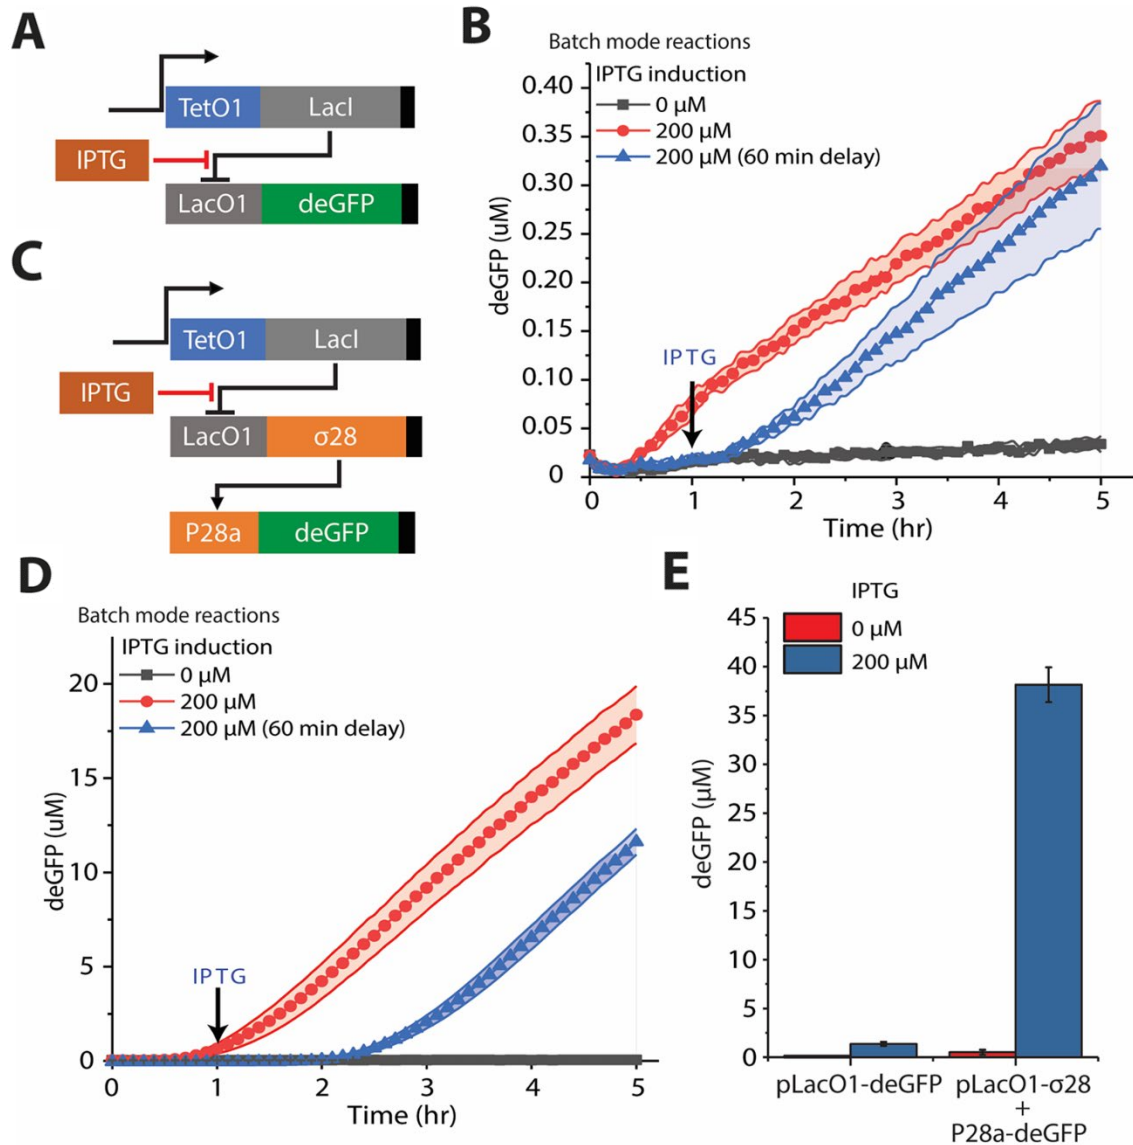 A
TetO1 LacI
IPTG
LacO1 deGFP
B
Batch mode reactions
IPTG induction
0 µM
200 µM
200 µM (60 min delay)
IPTG
deGFP (uM)
0.40
0.35
0.30
0.25
0.20
0.15
0.10
0.05
0
0 1 2 3 4 5
Time (hr)
C
TetO1 LacI
IPTG
LacO1 σ28
P28a deGFP
D
Batch mode reactions
IPTG induction
0 µM
200 µM
200 µM (60 min delay)
IPTG
deGFP (uM)
20
15
10
5
0
0 1 2 3 4 5
Time (hr)
E
IPTG
0 µM
200 µM
deGFP (µM)
45
40
35
30
25
20
15
10
5
0
pLacO1-deGFP pLacO1-σ28
+
P28a-deGFP